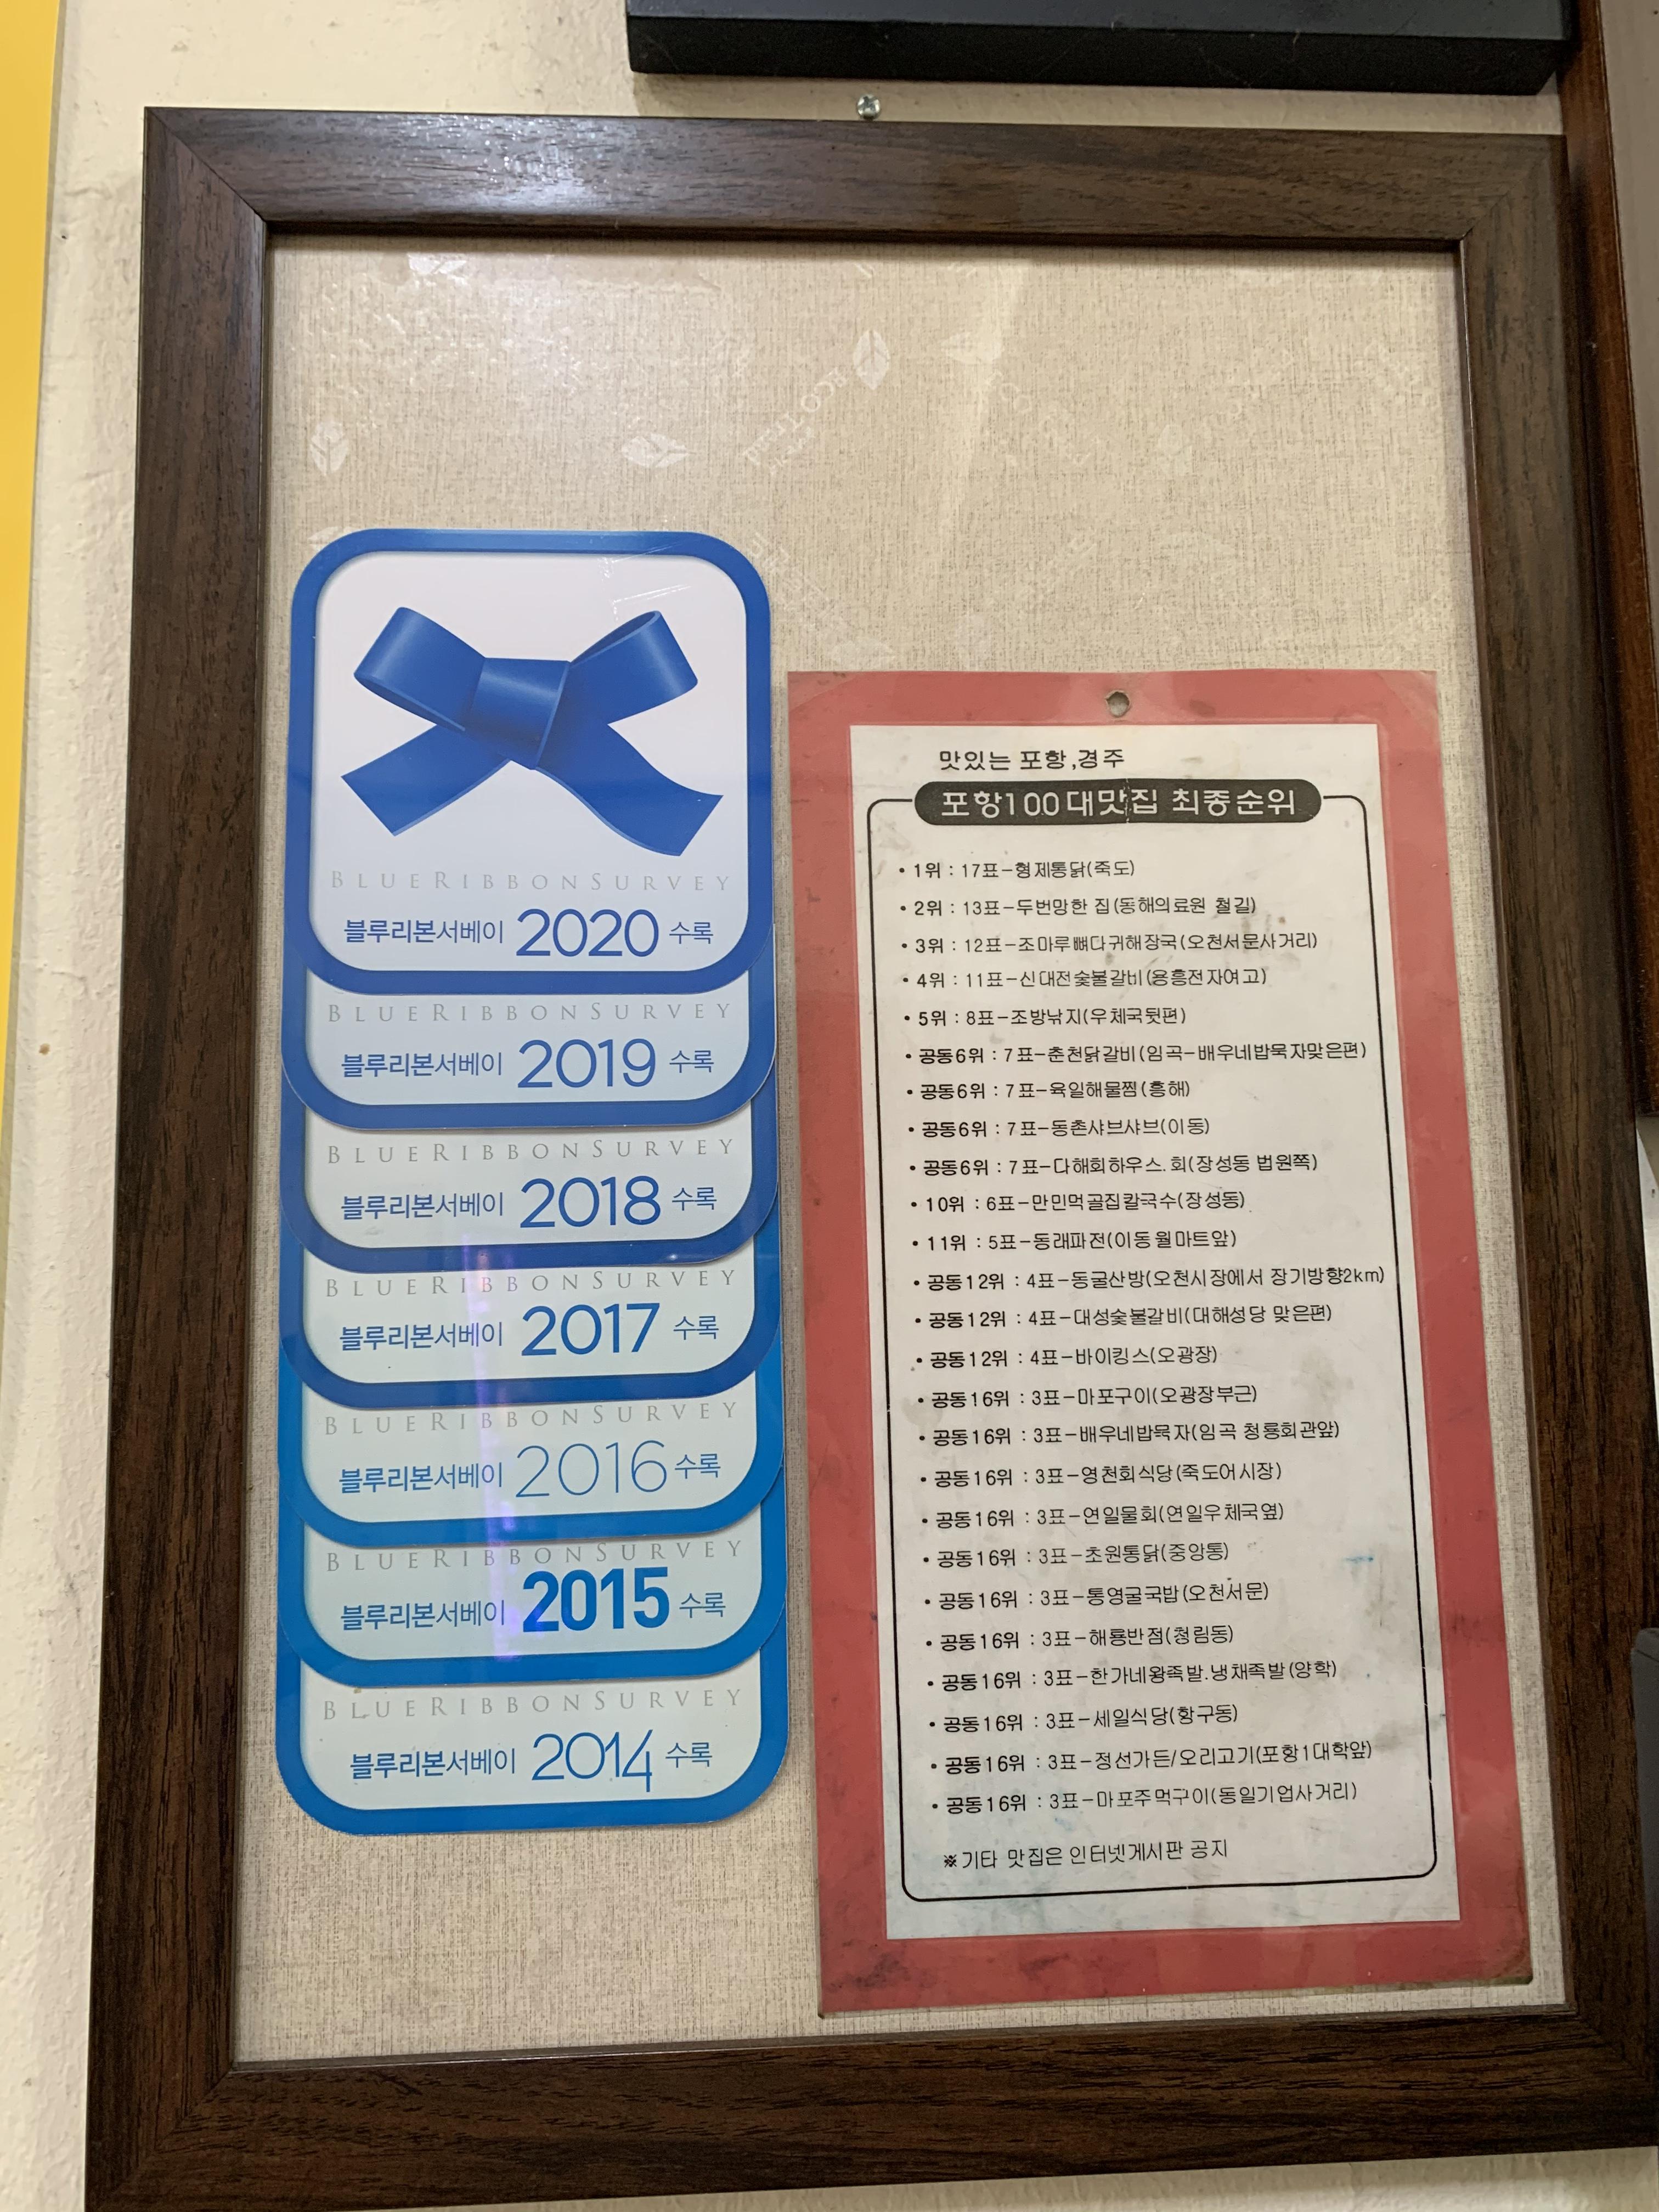 BLUERIBBONSURVEY
블루리본서베이 2020 수록
BLUERIBBONSURVEY
블루리본서베이 2019 수록
BLUERIBBONSURVEY
블루리본서베이 2018 수록
BLUERIBBONSURVEY
블루리본서베이 2017 수록
BLUERIBBONSURVEY
블루리본서베이 2016 수록
BLUERIBBONSURVEY
블루리본서베이 2015 수록
BLUERIBBONSURVEY
블루리본서베이 2014 수록
맛있는 포항,경주
포항100대맛집 최종순위
• 1위 : 17표-형제통닭(죽도)
• 2위 : 13표-두번망한 집(동해의료원 철길)
• 3위 : 12표-조마루뼈다귀해장국(오천서문사거리)
• 4위 : 11표-신대전숯불갈비(용흥전자여고)
• 5위 : 8표-조방낚지(우체국뒷편)
• 공동6위 : 7표-춘천닭갈비(임곡-배우네밥묵자맞은편)
• 공동6위 : 7표-육일해물찜(흥해)
• 공동6위 : 7표-동촌샤브샤브(이동)
• 공동6위 : 7표-다해회하우스.회(장성동 법원쪽)
• 10위 : 6표-만민먹골집칼국수(장성동)
• 11위 : 5표-동래파전(이동월마트앞)
• 공동12위 : 4표-동굴산방(오천시장에서 장기방향2km)
• 공동12위 : 4표-대성숯불갈비(대해성당 맞은편)
• 공동12위 : 4표-바이킹스(오광장)
• 공동16위 : 3표-마포구이(오광장부근)
• 공동16위 : 3표-배우네밥묵자(임곡 청룡회관앞)
• 공동16위 : 3표-영천회식당(죽도어시장)
• 공동16위 : 3표-연일물회(연일우체국옆)
• 공동16위 : 3표-초원통닭(중앙통)
• 공동16위 : 3표-통영굴국밥(오천서문)
• 공동16위 : 3표-해룡반점(청림동)
• 공동16위 : 3표-한가네왕족발.냉채족발(양학)
• 공동16위 : 3표-세일식당(항구동)
• 공동16위 : 3표-정선가든/오리고기(포항1대학앞)
• 공동16위 : 3표-마포주먹구이(동일기업사거리)
※기타 맛집은 인터넷게시판 공지